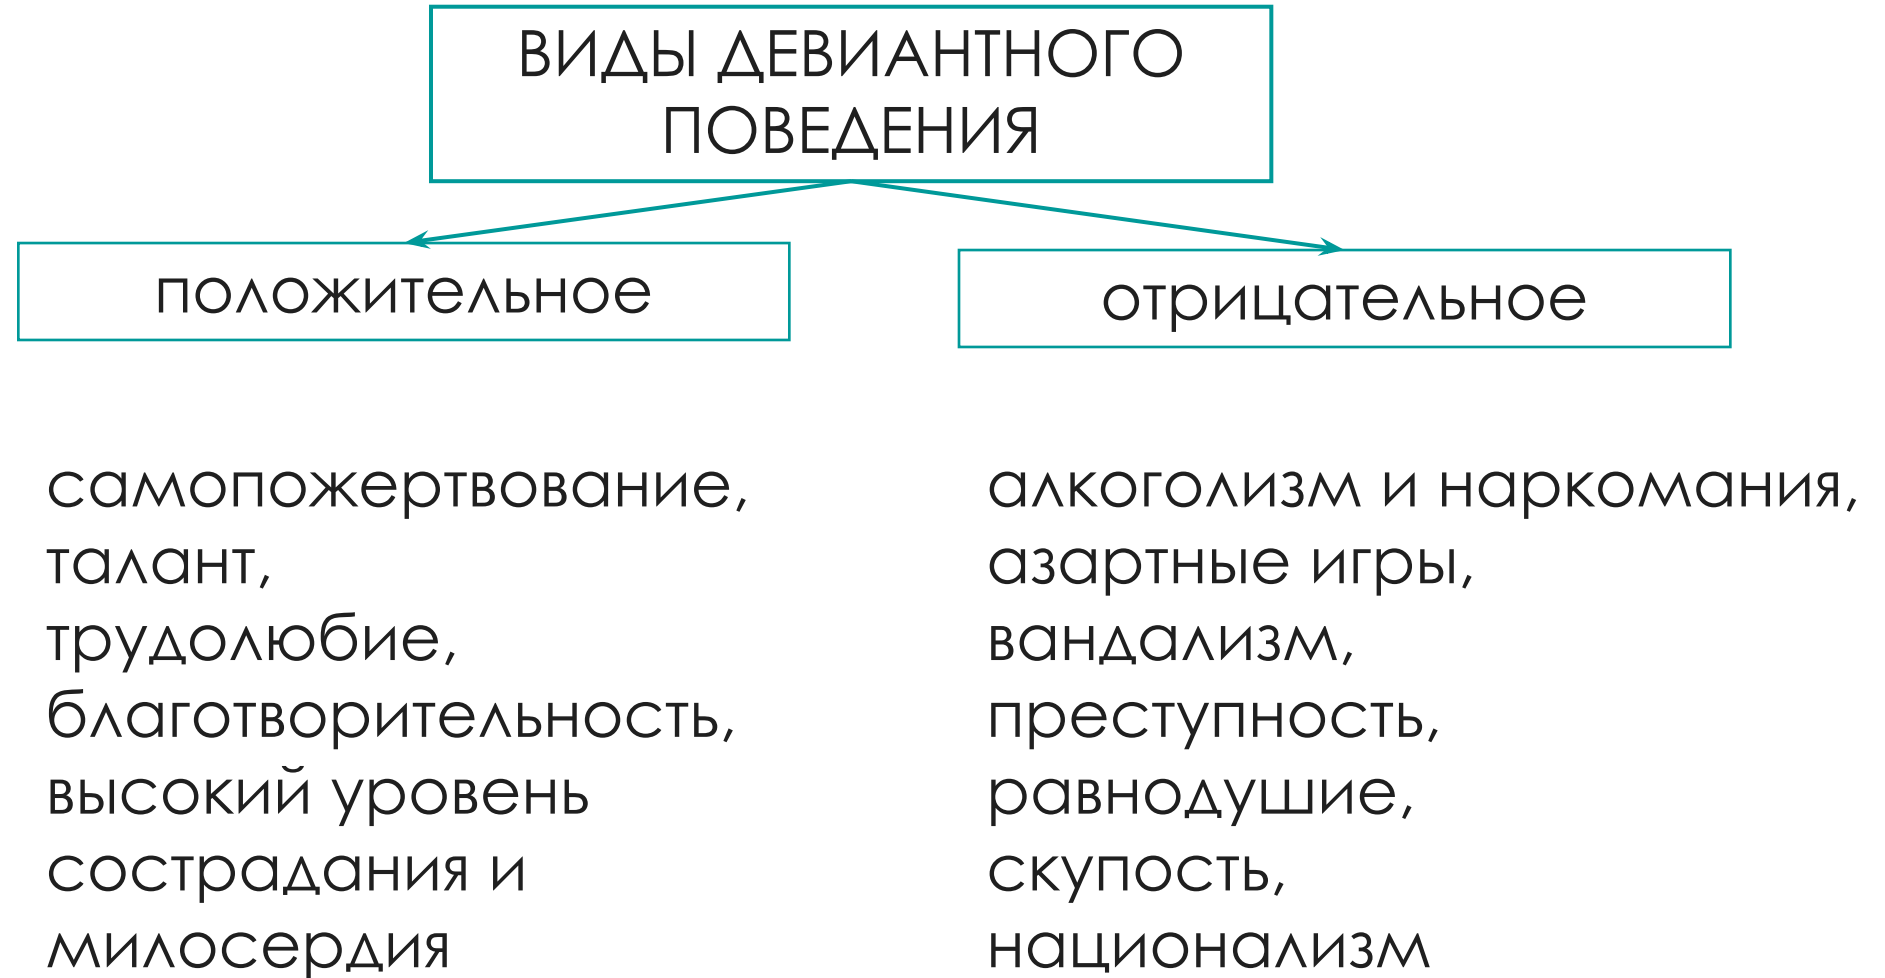 ВИДЫ ДЕВИАНТНОГО
ПОВЕДЕНИЯ
положительное
отрицательное
самопожертвование,
талант,
трудолюбие,
благотворительность,
высокий уровень
сострадания и
милосердия
алкоголизм и наркомания,
азартные игры,
вандализм,
преступность,
равнодушие,
скупость,
национализм